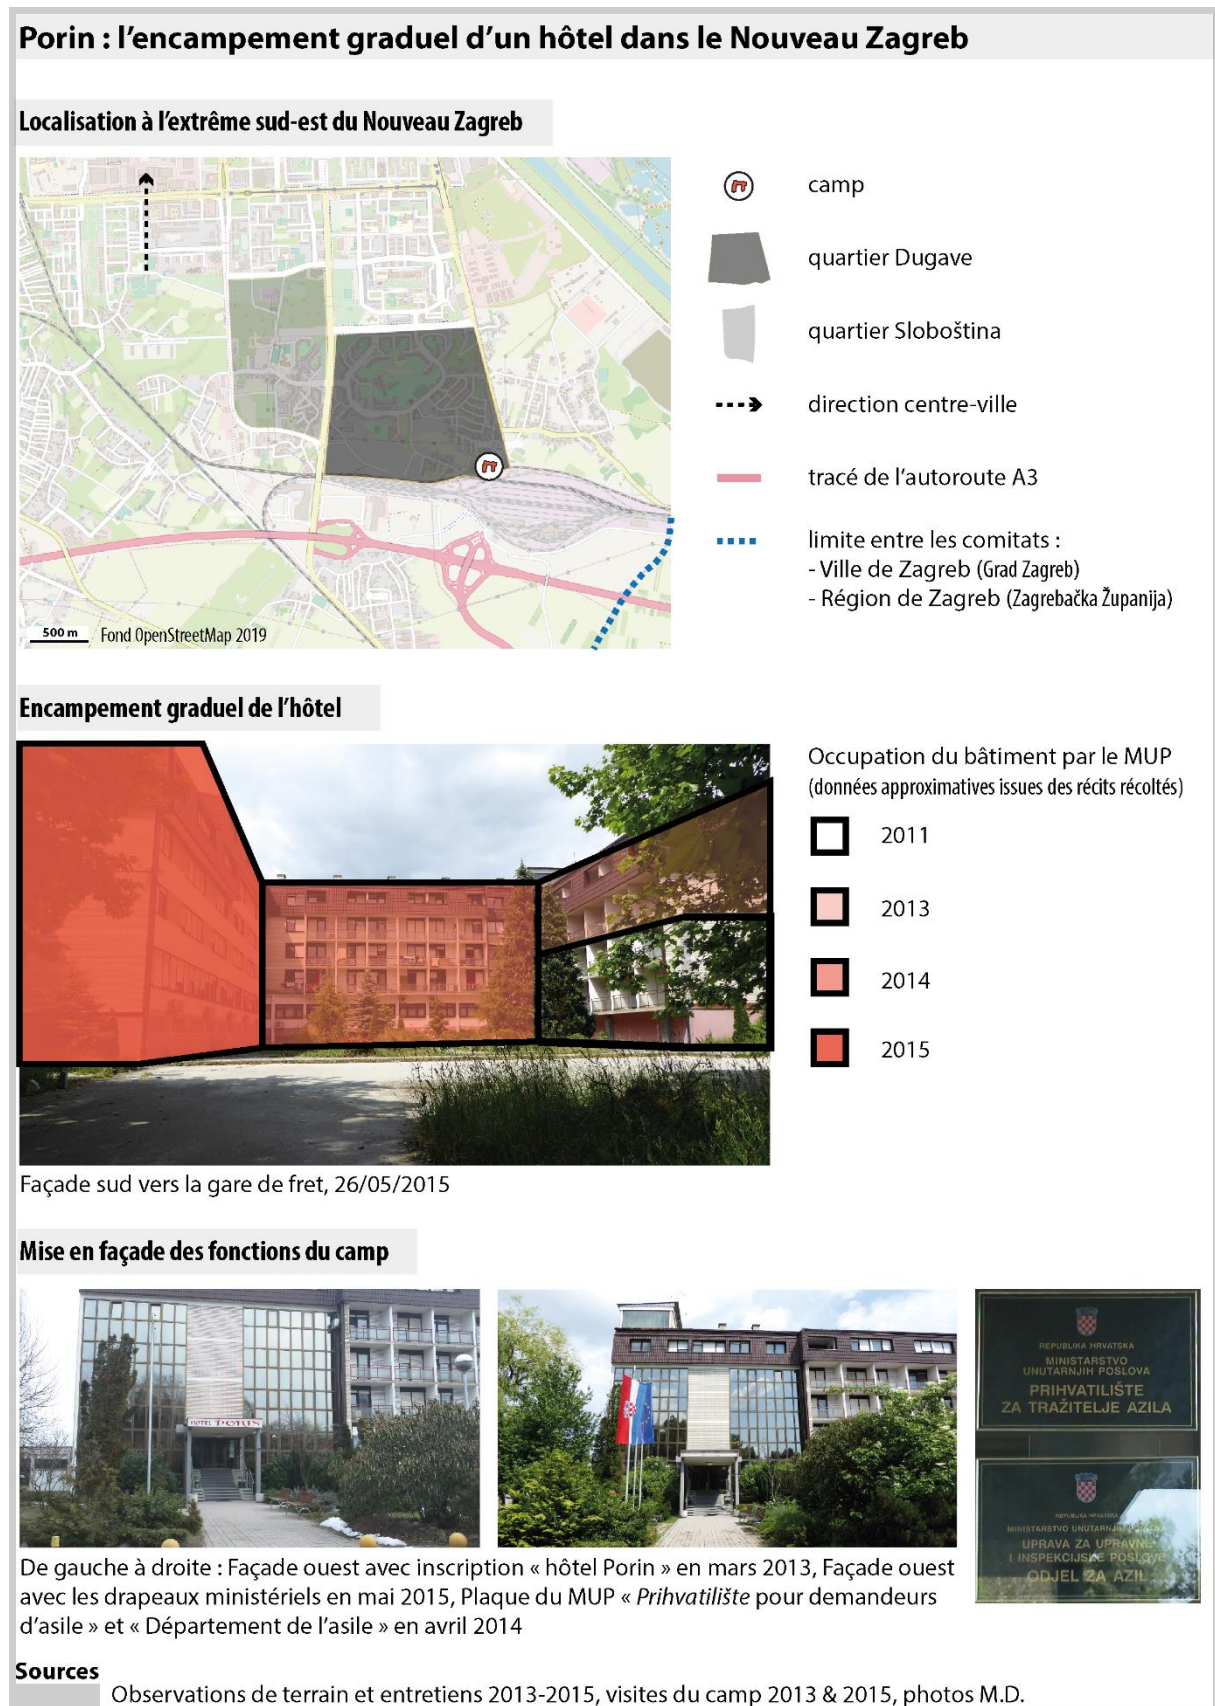 Porin : l’encampement graduel d’un hôtel dans le Nouveau Zagreb
Localisation à l’extrême sud-est du Nouveau Zagreb
camp
quartier Dugave
quartier Sloboština
direction centre-ville
tracé de l’autoroute A3
limite entre les comitats :
- Ville de Zagreb (Grad Zagreb)
- Région de Zagreb (Zagrebačka Županija)
500 m Fond OpenStreetMap 2019
Encampement graduel de l’hôtel
Occupation du bâtiment par le MUP
(données approximatives issues des récits récoltés)
2011
2013
2014
2015
Façade sud vers la gare de fret, 26/05/2015
Mise en façade des fonctions du camp
HOTEL PORIN
REPUBLIKA HRVATSKA
MINISTARSTVO
UNUTARNJIH POSLOVA
PRIHVATILIŠTE
ZA TRAŽITELJE AZILA
REPUBLIKA HRVATSKA
MINISTARSTVO UNUTARNJIH
UPRAVA ZA UPRAVNE
I INSPEKCIJSKE POSLOVE
ODJEL ZA AZIL
De gauche à droite : Façade ouest avec inscription « hôtel Porin » en mars 2013, Façade ouest
avec les drapeaux ministériels en mai 2015, Plaque du MUP « Prihvatilište pour demandeurs
d’asile » et « Département de l’asile » en avril 2014
Sources
Observations de terrain et entretiens 2013-2015, visites du camp 2013 & 2015, photos M.D.